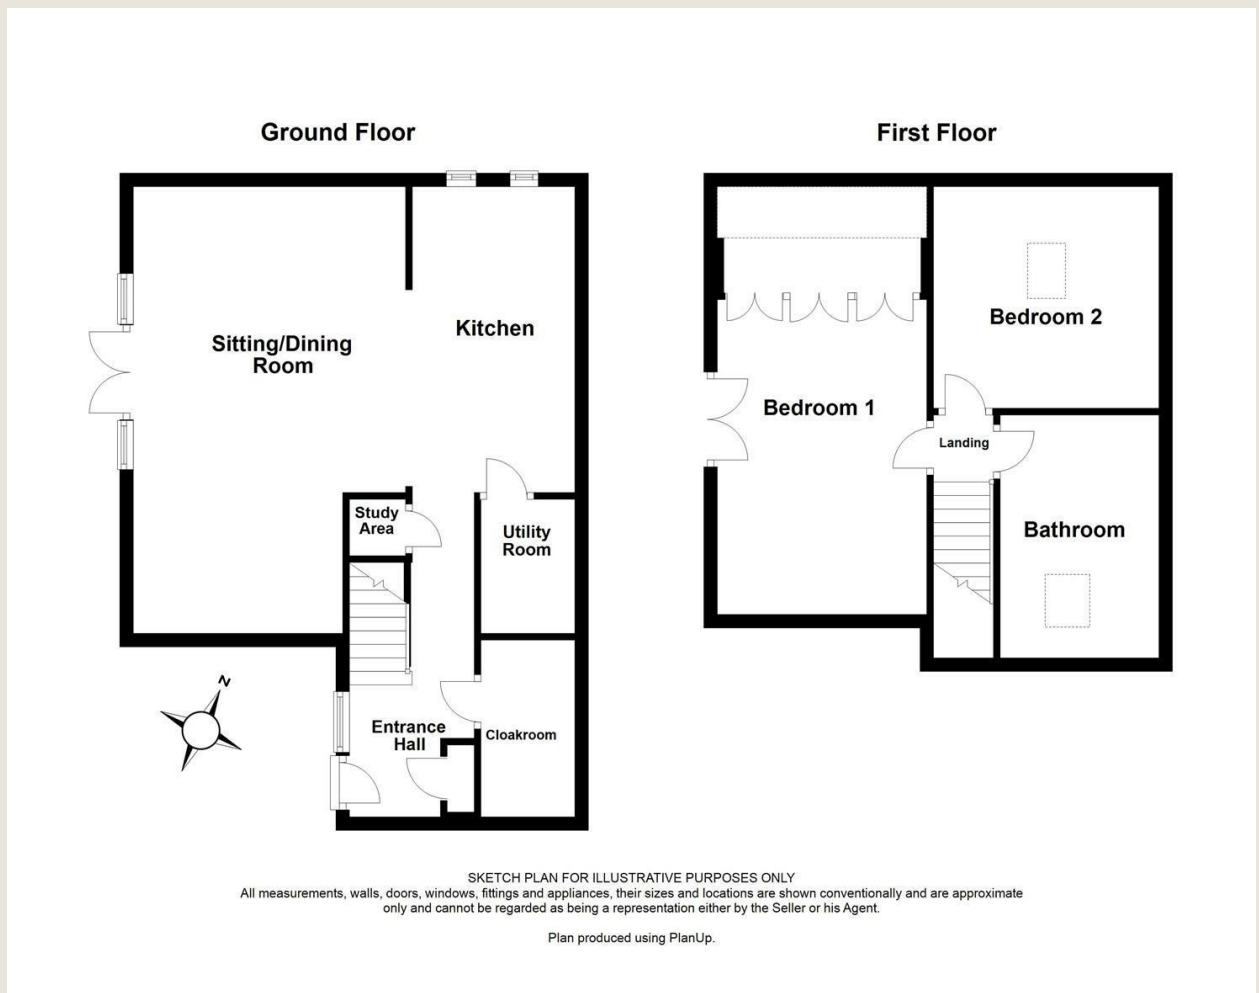 Ground Floor
First Floor
Sitting/Dining
Room
Kitchen
Study
Area
Utility
Room
Entrance
Hall
Cloakroom
N
Bedroom 1
Bedroom 2
Landing
Bathroom
SKETCH PLAN FOR ILLUSTRATIVE PURPOSES ONLY
All measurements, walls, doors, windows, fittings and appliances, their sizes and locations are shown conventionally and are approximate
only and cannot be regarded as being a representation either by the Seller or his Agent.
Plan produced using PlanUp.